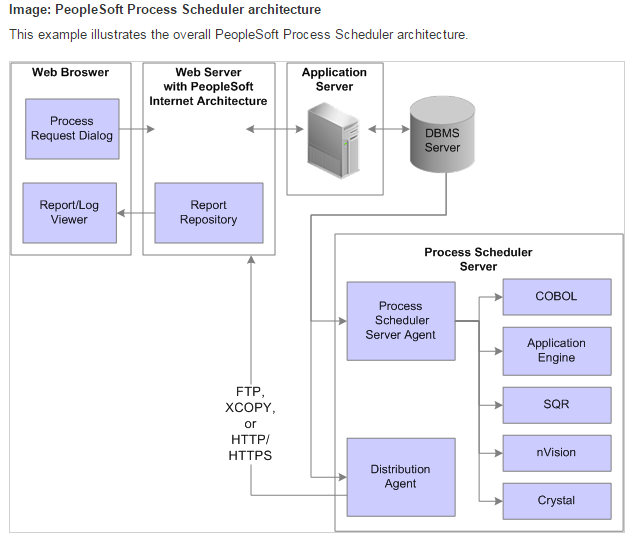 Image: PeopleSoft Process Scheduler architecture
This example illustrates the overall PeopleSoft Process Scheduler architecture.
Web Broswer
Process
Request Dialog
Report/Log
Viewer
Web Server
with PeopleSoft
Internet Architecture
Report
Repository
Application
Server
DBMS
Server
Process Scheduler
Server
Process
Scheduler
Server Agent
COBOL
Application
Engine
SQR
nVision
Crystal
Distribution
Agent
FTP,
XCOPY,
or
HTTP/
HTTPS